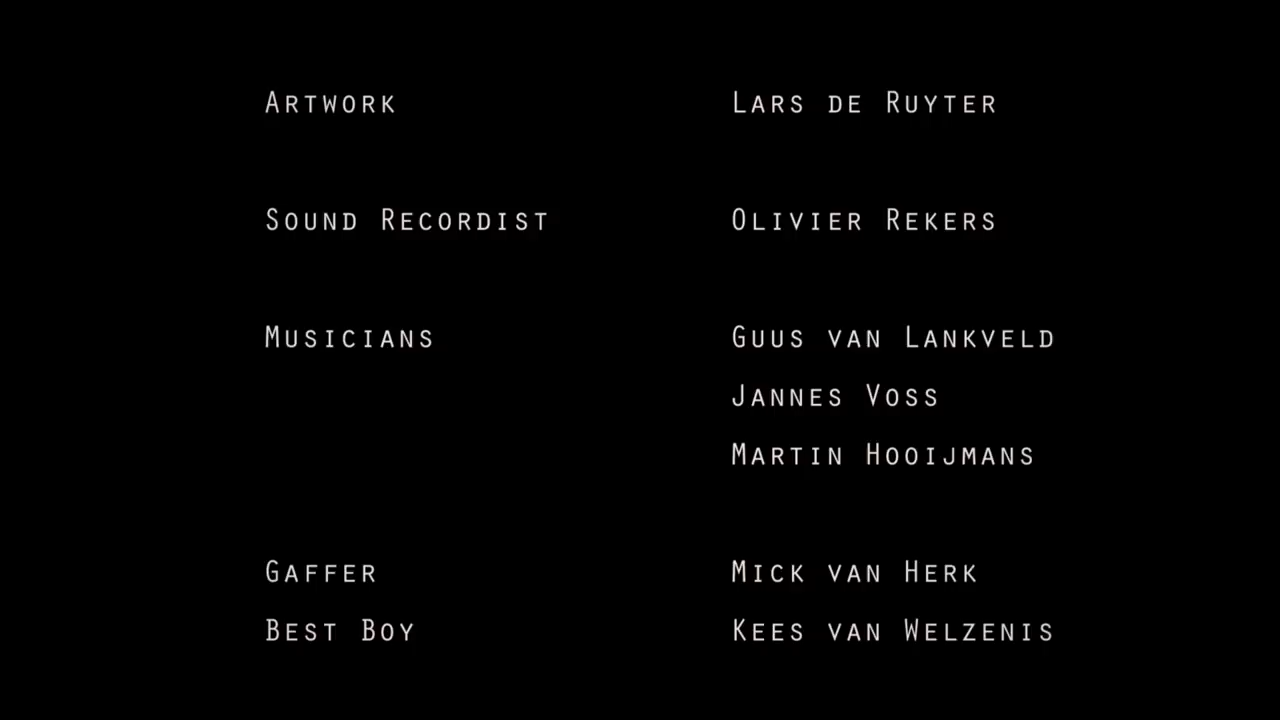 Artwork Lars de Ruyter
Sound Recordist Olivier Rekers
Musicians Guus van Lankveld
Jannes Voss
Martin Hooijmans
Gaffer Mick van Herk
Best Boy Kees van Welzenis